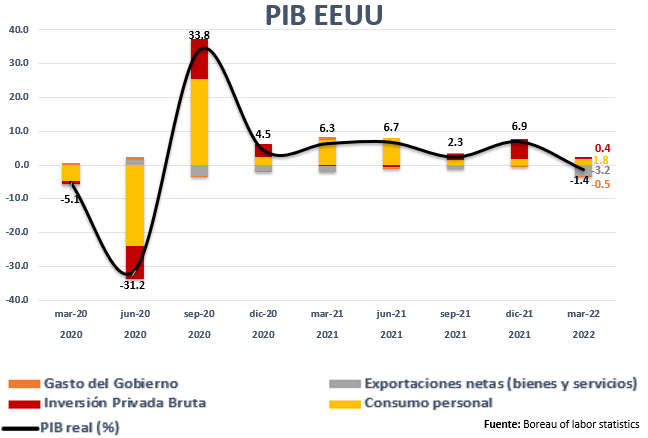 PIB EEUU
40.0
30.0
20.0
10.0
0.0
-10.0
-20.0
-30.0
-40.0
-5.1
-31.2
33.8
4.5
6.3
6.7
2.3
6.9
-1.4
0.4
1.8
-3.2
-0.5
mar-20 jun-20 sep-20 dic-20 mar-21 jun-21 sep-21 dic-21 mar-22
2020 2020 2020 2020 2021 2021 2021 2021 2022
Gasto del Gobierno
Exportaciones netas (bienes y servicios)
Inversión Privada Bruta
Consumo personal
PIB real (%)
Fuente: Boreau of labor statistics